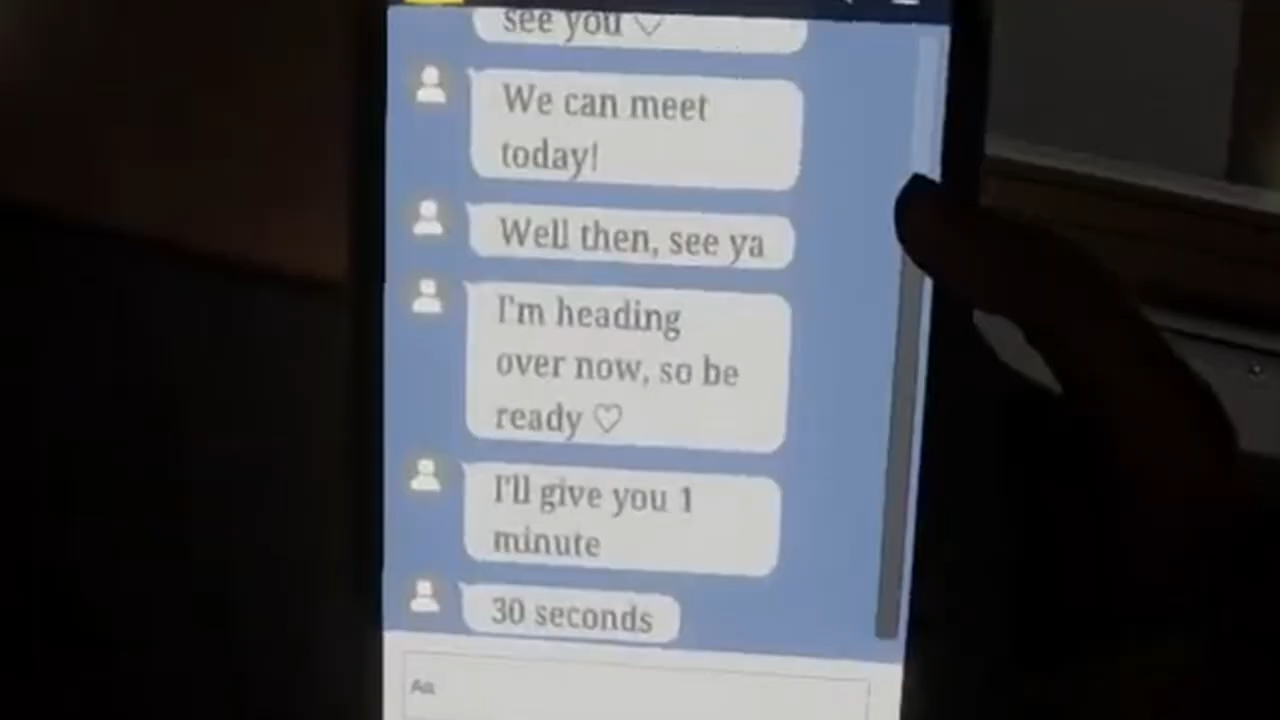 see you ♡
We can meet
today!
Well then, see ya
I'm heading
over now, so be
ready ♡
I'll give you 1
minute
30 seconds
Aa